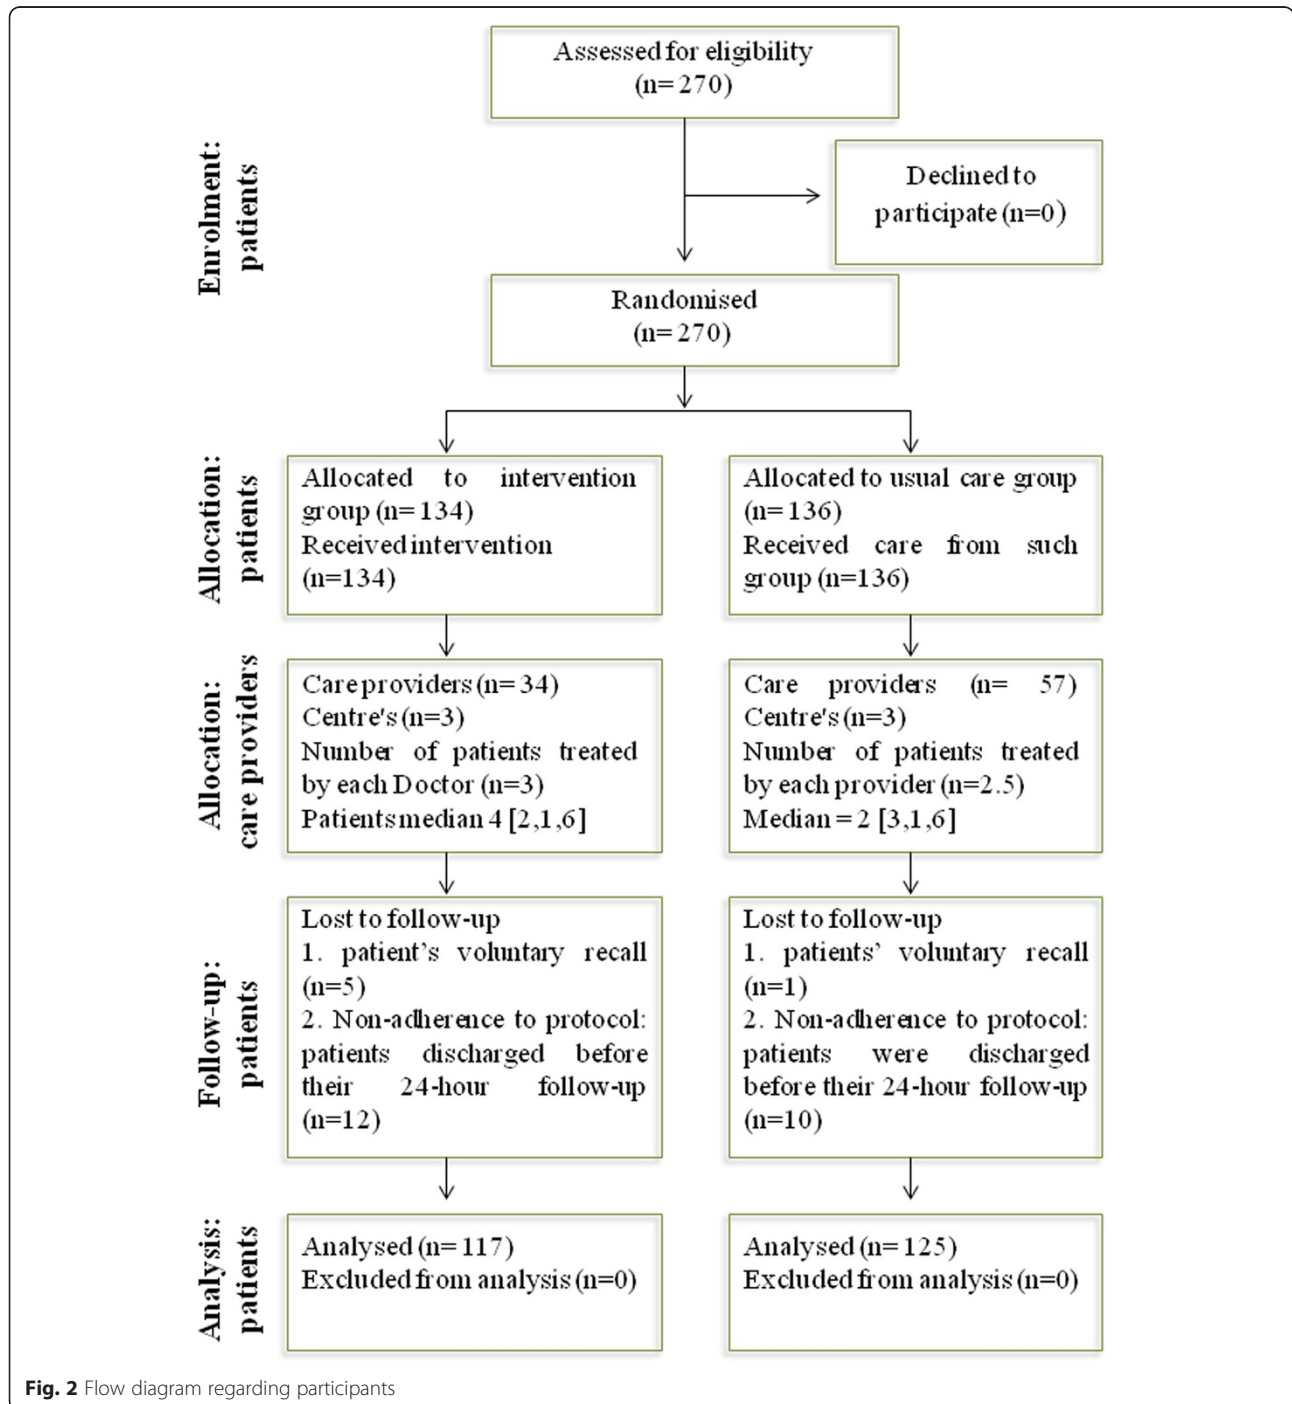 Assessed for eligibility
(n=270)
Enrolment:
patients
Declined to
participate (n=0)
Randomised
(n=270)
Allocation:
patients
Allocated to intervention
group (n=134)
Received intervention
(n=134)
Allocated to usual care group
(n=136)
Received care from such
group (n=136)
Allocation:
care providers
Care providers (n=34)
Centre's (n=3)
Number of patients treated
by each Doctor (n=3)
Patients median 4 [2,1,6]
Care providers (n= 57)
Centre's (n=3)
Number of patients treated
by each provider (n=2.5)
Median = 2 [3,1,6]
Follow-up:
patients
Lost to follow-up
1. patient’s voluntary recall
(n=5)
2. Non-adherence to protocol:
patients discharged before
their 24-hour follow-up
(n=12)
Lost to follow-up
1. patients’ voluntary recall
(n=1)
2. Non-adherence to protocol:
patients were discharged
before their 24-hour follow-up
(n=10)
Analysis:
patients
Analysed (n=117)
Excluded from analysis (n=0)
Analysed (n=125)
Excluded from analysis (n=0)
Fig. 2 Flow diagram regarding participants